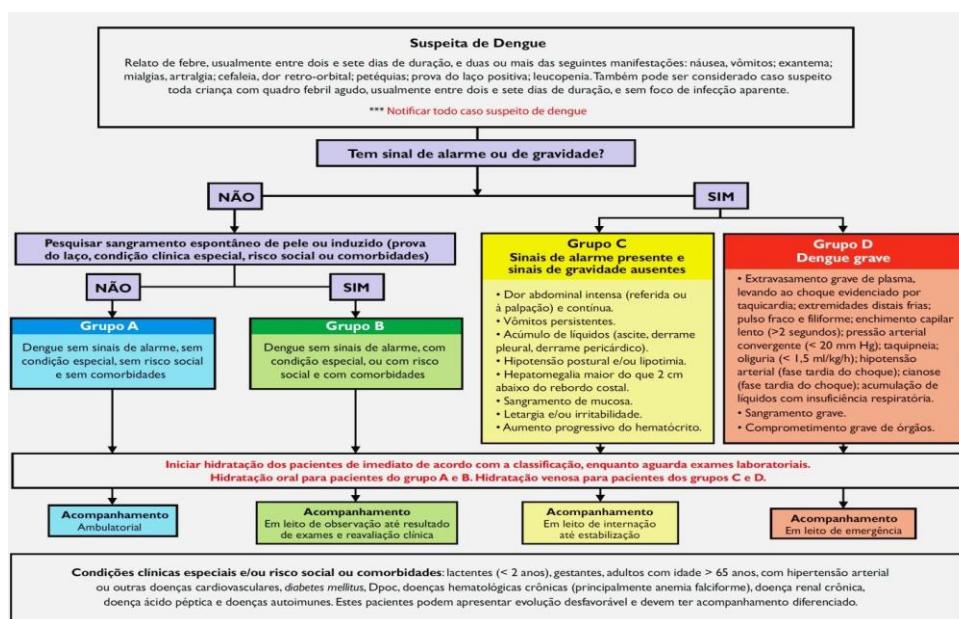 Suspeita de Dengue
Relato de febre, usualmente entre dois e sete dias de duração, e duas ou mais das seguintes manifestações: náusea, vômitos; exantema;
mialgias, artralgia; cefaleia, dor retro-orbital; petéquias; prova do laço positiva; leucopenia. Também pode ser considerado caso suspeito
toda criança com quadro febril agudo, usualmente entre dois e sete dias de duração, e sem foco de infecção aparente.
*** Notificar todo caso suspeito de dengue
Tem sinal de alarme ou de gravidade?
NÃO
SIM
Pesquisar sangramento espontâneo de pele ou induzido (prova
do laço, condição clínica especial, risco social ou comorbidades)
NÃO
SIM
Grupo A
Dengue sem sinais de alarme, sem
condição especial, sem risco social
e sem comorbidades
Grupo B
Dengue sem sinais de alarme, com
condição especial, ou com risco
social e com comorbidades
Grupo C
Sinais de alarme presente e
sinais de gravidade ausentes
• Dor abdominal intensa (referida ou
à palpação) e contínua.
• Vômitos persistentes.
• Acúmulo de líquidos (ascite, derrame
pleural, derrame pericárdico).
• Hipotensão postural e/ou lipotimia.
• Hepatomegalia maior do que 2 cm
abaixo do rebordo costal.
• Sangramento de mucosa.
• Letargia e/ou irritabilidade.
• Aumento progressivo do hematócrito.
Grupo D
Dengue grave
• Extravasamento grave de plasma,
levando ao choque evidenciado por
taquicardia; extremidades distais frias;
pulso fraco e filiforme; enchimento capilar
lento (>2 segundos); pressão arterial
convergente (< 20 mm Hg); taquipneia;
oliguria (< 1,5 ml/kg/h); hipotensão
arterial (fase tardia do choque); cianose
(fase tardia do choque); acumulação de
líquidos com insuficiência respiratória.
• Sangramento grave.
• Comprometimento grave de órgãos.
Iniciar hidratação dos pacientes de imediato de acordo com a classificação, enquanto aguarda exames laboratoriais.
Hidratação oral para pacientes do grupo A e B. Hidratação venosa para pacientes dos grupos C e D.
Acompanhamento
Ambulatorial
Acompanhamento
Em leito de observação até resultado
de exames e reavaliação clínica
Acompanhamento
Em leito de internação
até estabilização
Acompanhamento
Em leito de emergência
Condições clínicas especiais e/ou risco social ou comorbidades: lactentes (< 2 anos), gestantes, adultos com idade > 65 anos, com hipertensão arterial
ou outras doenças cardiovasculares, diabetes mellitus, Dpoc, doenças hematológicas crônicas (principalmente anemia falciforme), doença renal crônica,
doença ácido péptica e doenças autoimunes. Estes pacientes podem apresentar evolução desfavorável e devem ter acompanhamento diferenciado.